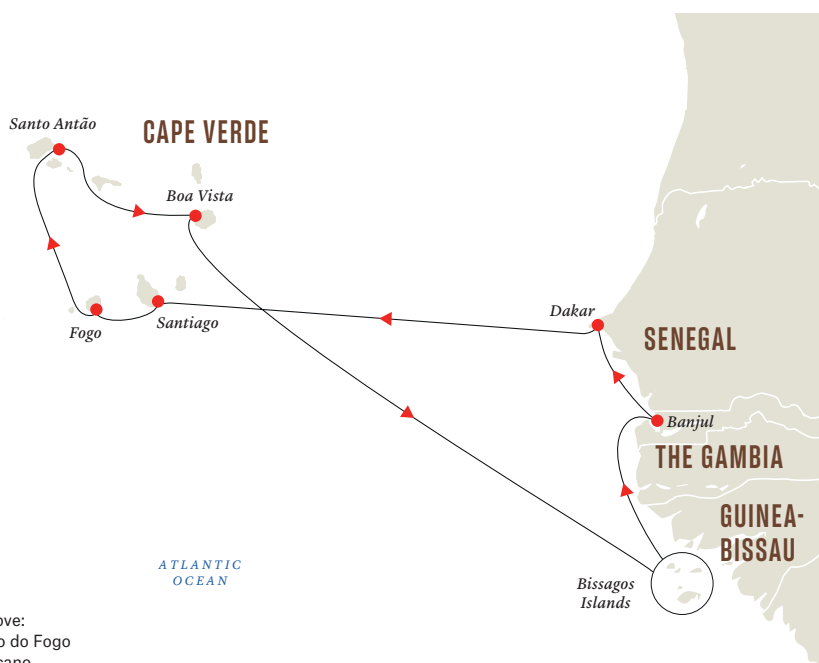 Santo Antão
CAPE VERDE
Boa Vista
Dakar
Santiago
Fogo
SENEGAL
Banjul
THE GAMBIA
GUINEA-
BISSAU
ATLANTIC
OCEAN
Bissagos
Islands
do Fogo